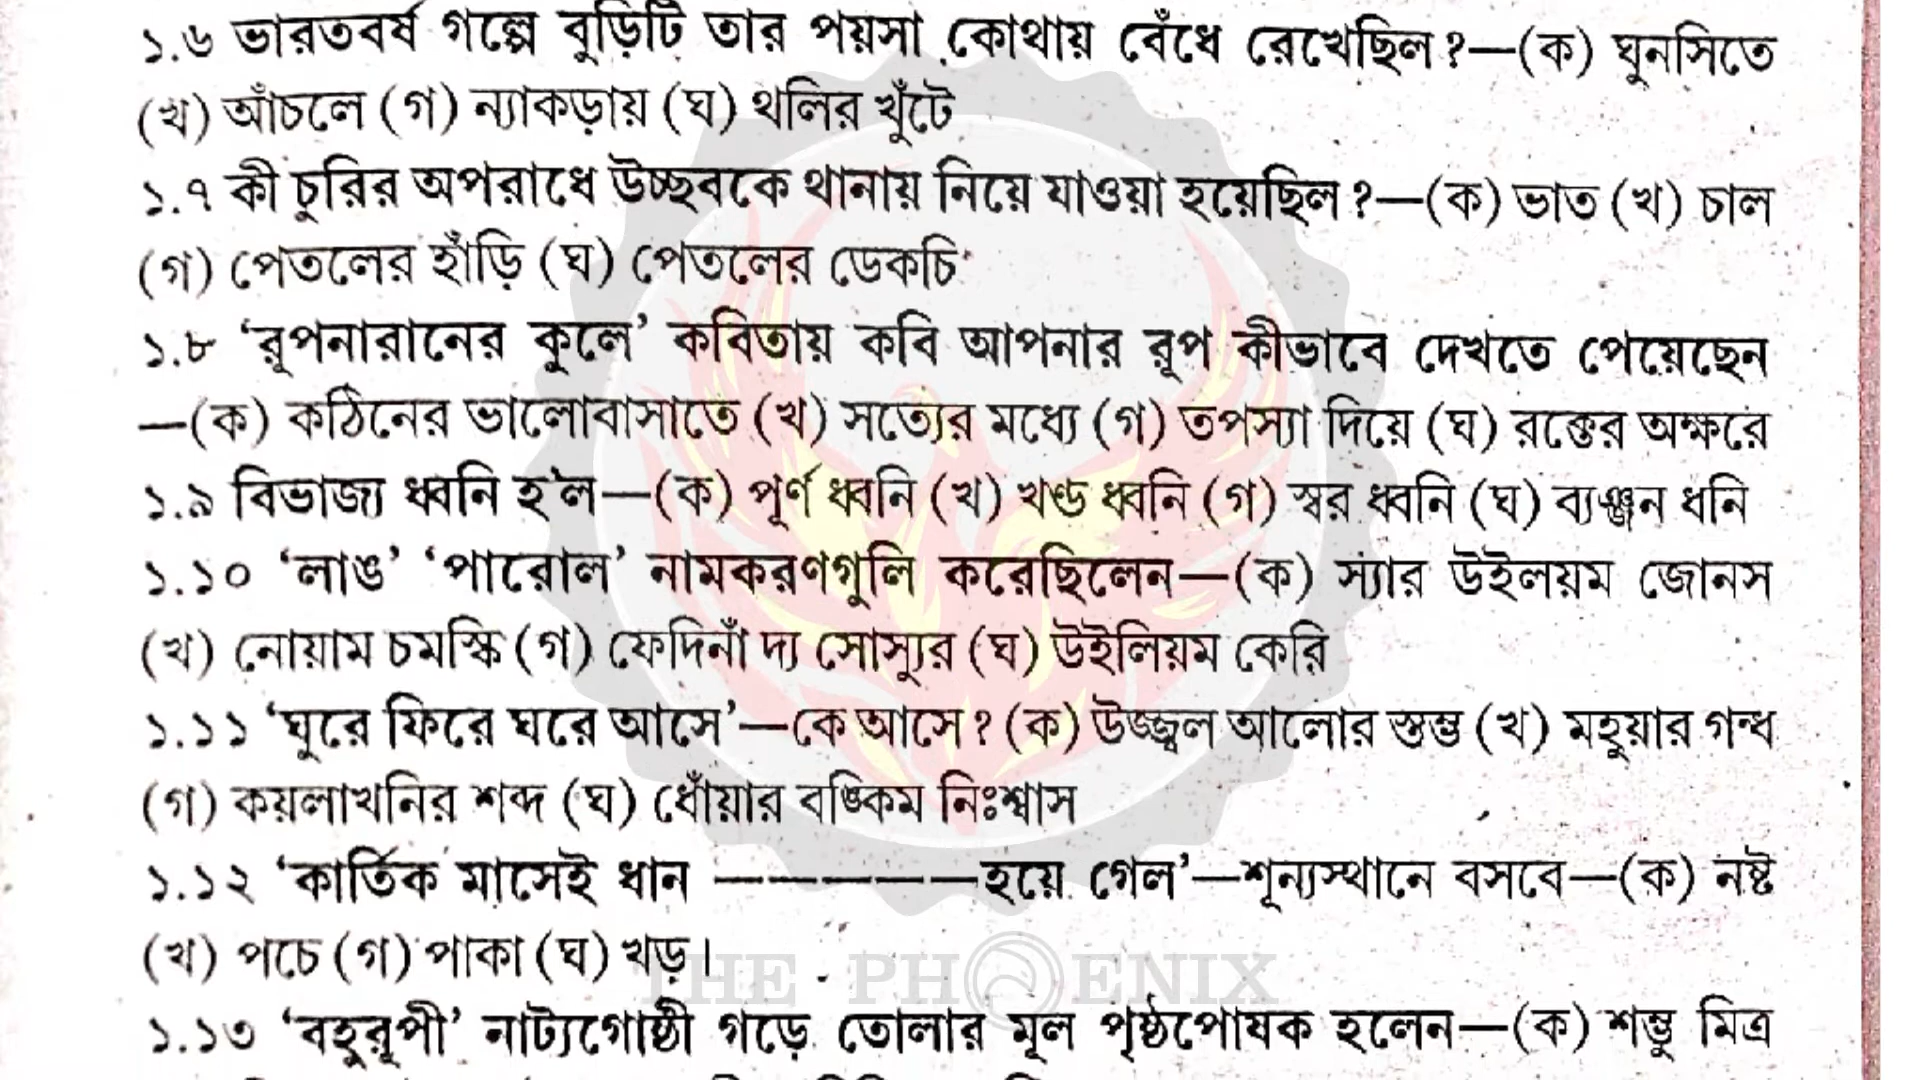 ১.৬ ভারতবর্ষ গল্পে বুড়িটি তার পয়সা কোথায় বেঁধে রেখেছিল?—(ক) ঘুনসিতে
(খ) আঁচলে (গ) ন্যাকড়ায় (ঘ) থলির খুঁটে
১.৭ কী চুরির অপরাধে উচ্ছবকে থানায় নিয়ে যাওয়া হয়েছিল?—(ক) ভাত (খ) চাল
(গ) পেতলের হাঁড়ি (ঘ) পেতলের ডেকচি
১.৮ ‘রূপনারানের কুলে’ কবিতায় কবি আপনার রূপ কীভাবে দেখতে পেয়েছেন
—(ক) কঠিনের ভালোবাসাতে (খ) সত্যের মধ্যে (গ) তপস্যা দিয়ে (ঘ) রক্তের অক্ষরে
১.৯ বিভাজ্য ধ্বনি হ'ল—(ক) পূর্ণ ধ্বনি (খ) খণ্ড ধ্বনি (গ) স্বর ধ্বনি (ঘ) ব্যঞ্জন ধনি
১.১০ ‘লাঙ’ ‘পারোল’ নামকরণগুলি করেছিলেন—(ক) স্যার উইলয়ম জোনস
(খ) নোয়াম চমস্কি (গ) ফেদিনাঁ দ্য সোস্যুর (ঘ) উইলিয়ম কেরি
১.১১ ‘ঘুরে ফিরে ঘরে আসে’—কে আসে? (ক) উজ্জ্বল আলোর স্তম্ভ (খ) মহুয়ার গন্ধ
(গ) কয়লাখনির শব্দ (ঘ) ধোঁয়ার বঙ্কিম নিঃশ্বাস
১.১২ ‘কার্তিক মাসেই ধান ——————হয়ে গেল’—শূন্যস্থানে বসবে—(ক) নষ্ট
(খ) পচে (গ) পাকা (ঘ) খড়।
THE PHOENIX
১.১৩ ‘বহুরূপী’ নাট্যগোষ্ঠী গড়ে তোলার মূল পৃষ্ঠপোষক হলেন—(ক) শম্ভু মিত্র